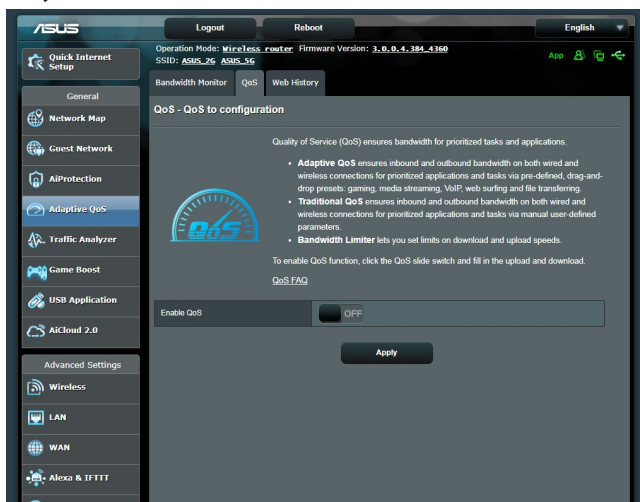 ASUS
Logout
Reboot
English
Operation Mode: Wireless router Firmware Version: 3.0.0.4.384_4360
SSID: ASUS_2G ASUS_5G
App
Quick Internet
Setup
General
Network Map
Guest Network
AiProtection
Adaptive QoS
Traffic Analyzer
Game Boost
USB Application
AiCloud 2.0
Advanced Settings
Wireless
LAN
WAN
Alexa & IFTTT
Bandwidth Monitor
QoS
Web History
QoS - QoS to configuration
QoS
Quality of Service (QoS) ensures bandwidth for prioritized tasks and applications.
• Adaptive QoS ensures inbound and outbound bandwidth on both wired and
wireless connections for prioritized applications and tasks via pre-defined, drag-and-
drop presets: gaming, media streaming, VoIP, web surfing and file transferring.
• Traditional QoS ensures inbound and outbound bandwidth on both wired and
wireless connections for prioritized applications and tasks via manual user-defined
parameters.
• Bandwidth Limiter lets you set limits on download and upload speeds.
To enable QoS function, click the QoS slide switch and fill in the upload and download.
QoS FAQ
Enable QoS
OFF
Apply